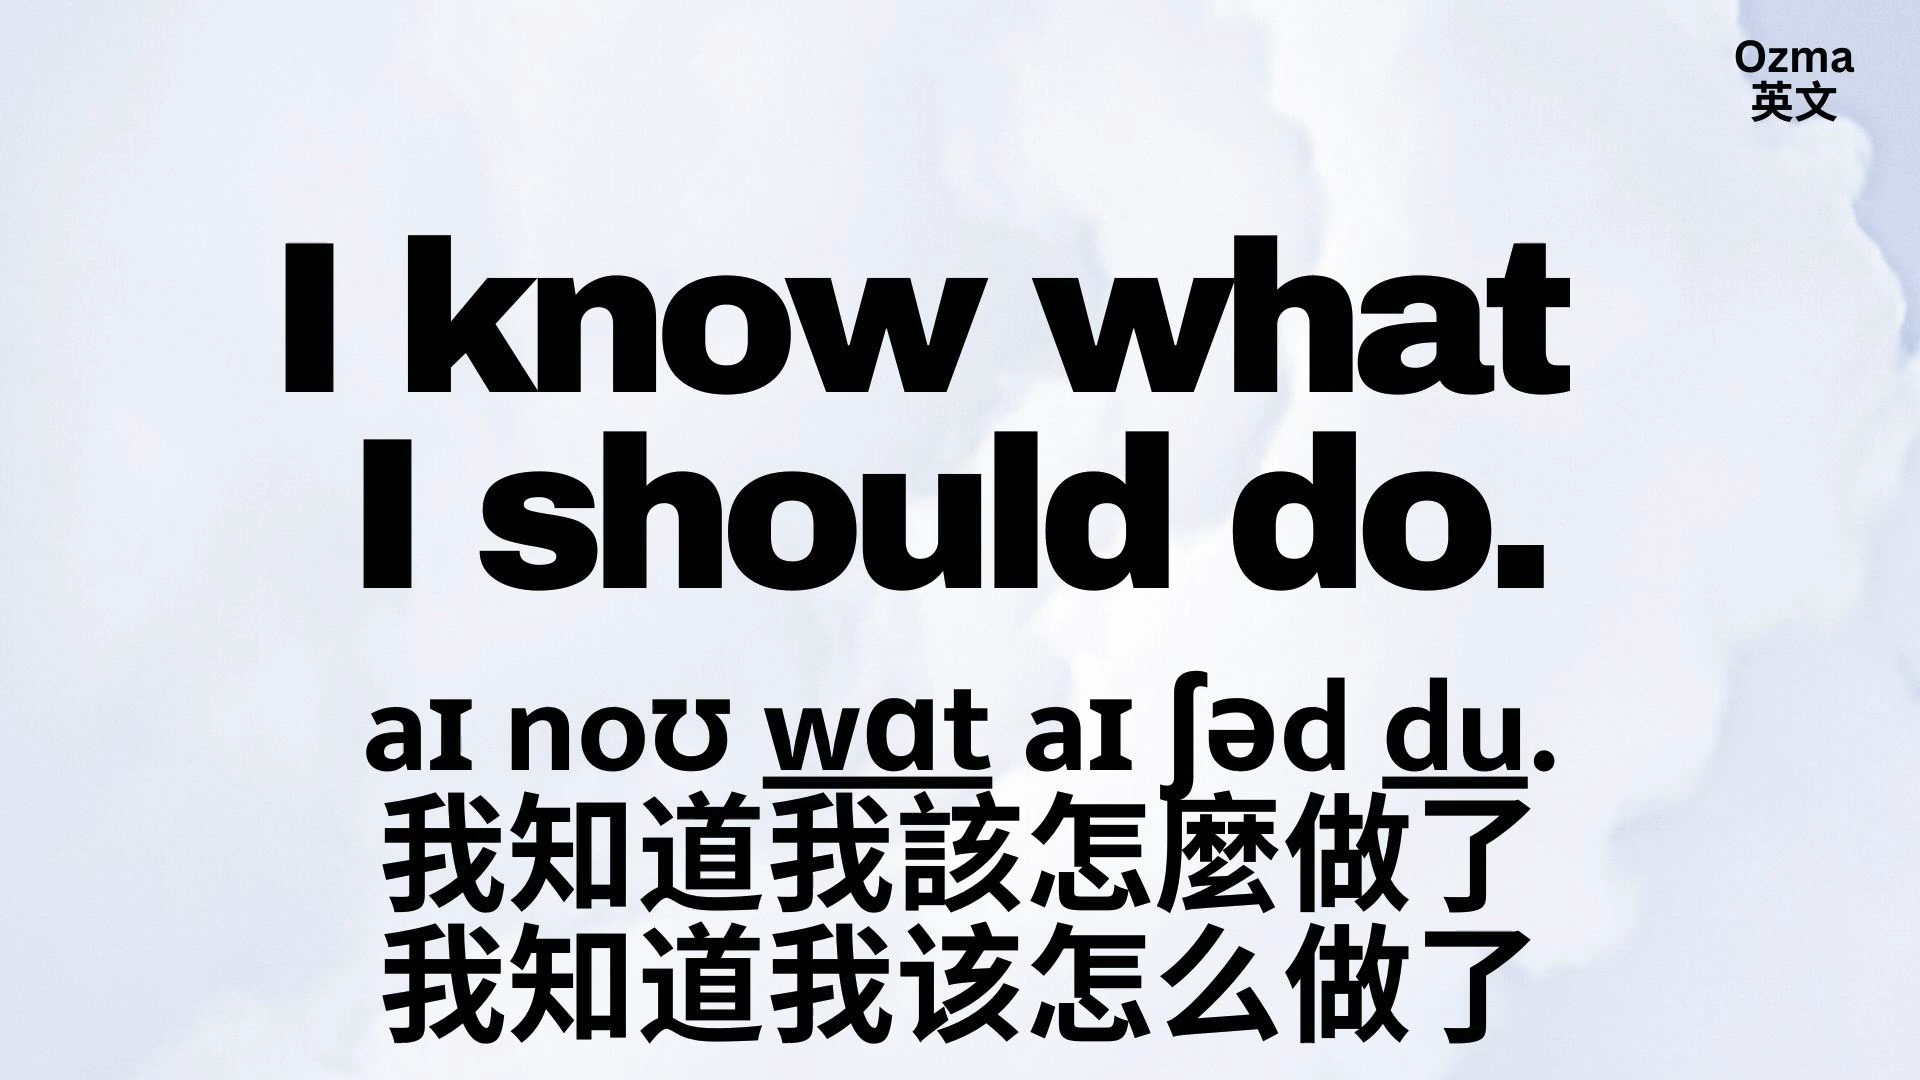 Ozma
英文
I know what
I should do.
aɪ noʊ wɑt aɪ ʃəd du.
我知道我該怎麼做了
我知道我该怎么做了